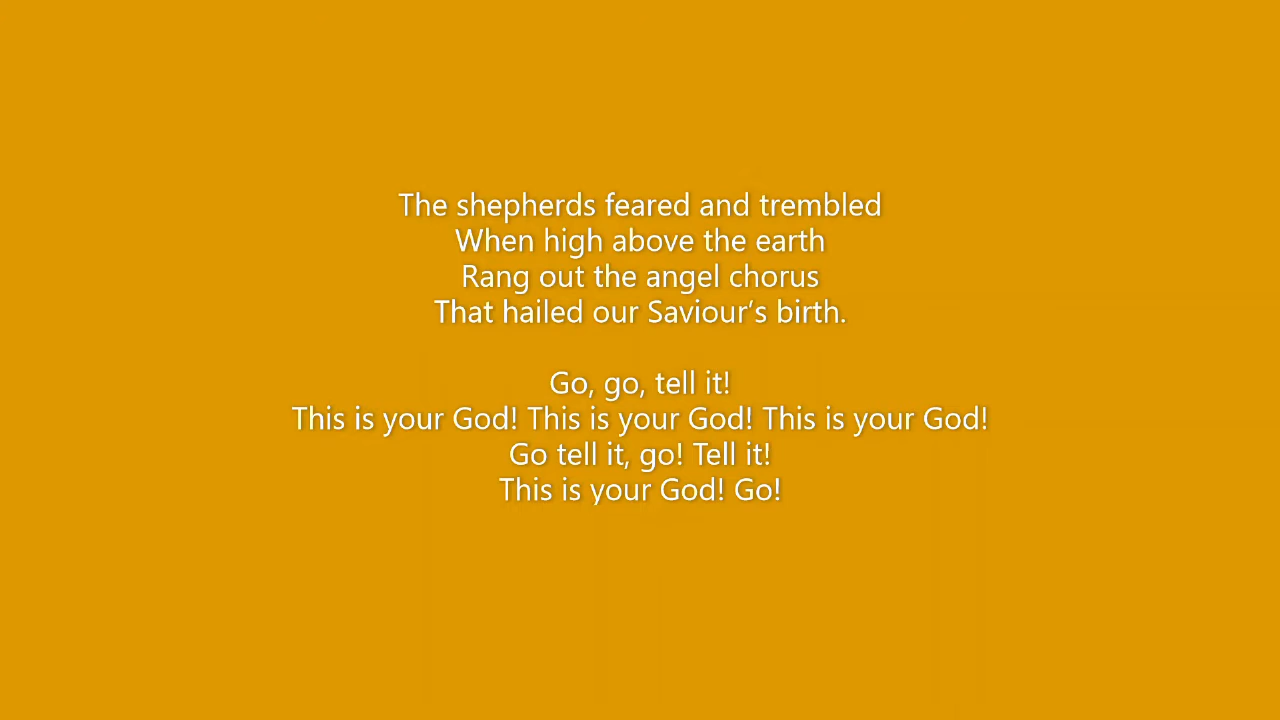 The shepherds feared and trembled
When high above the earth
Rang out the angel chorus
That hailed our Saviour’s birth.
Go, go, tell it!
This is your God! This is your God! This is your God!
Go tell it, go! Tell it!
This is your God! Go!